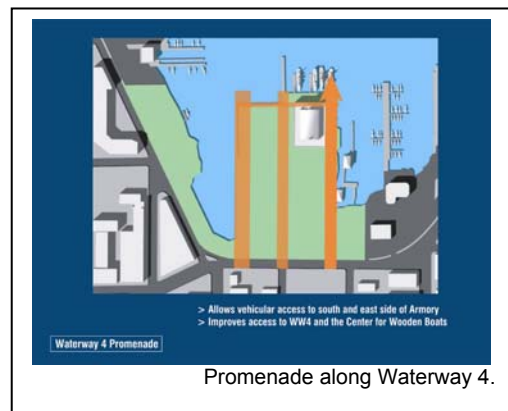 > Allows vehicular access to south and east side of Armory
> Improves access to WW4 and the Center for Wooden Boats
Waterway 4 Promenade
Promenade along Waterway 4.